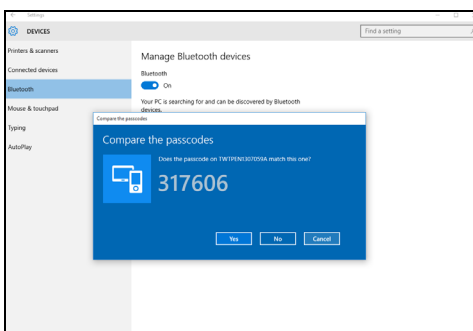 Settings
DEVICES
Find a setting
Printers & scanners
Connected devices
Bluetooth
Mouse & touchpad
Typing
AutoPlay
Manage Bluetooth devices
Bluetooth
On
Your PC is searching for and can be discovered by Bluetooth
devices.
Compare the passcodes
Compare the passcodes
Does the passcode on TWTPEN1307059A match this one?
317606
Yes
No
Cancel